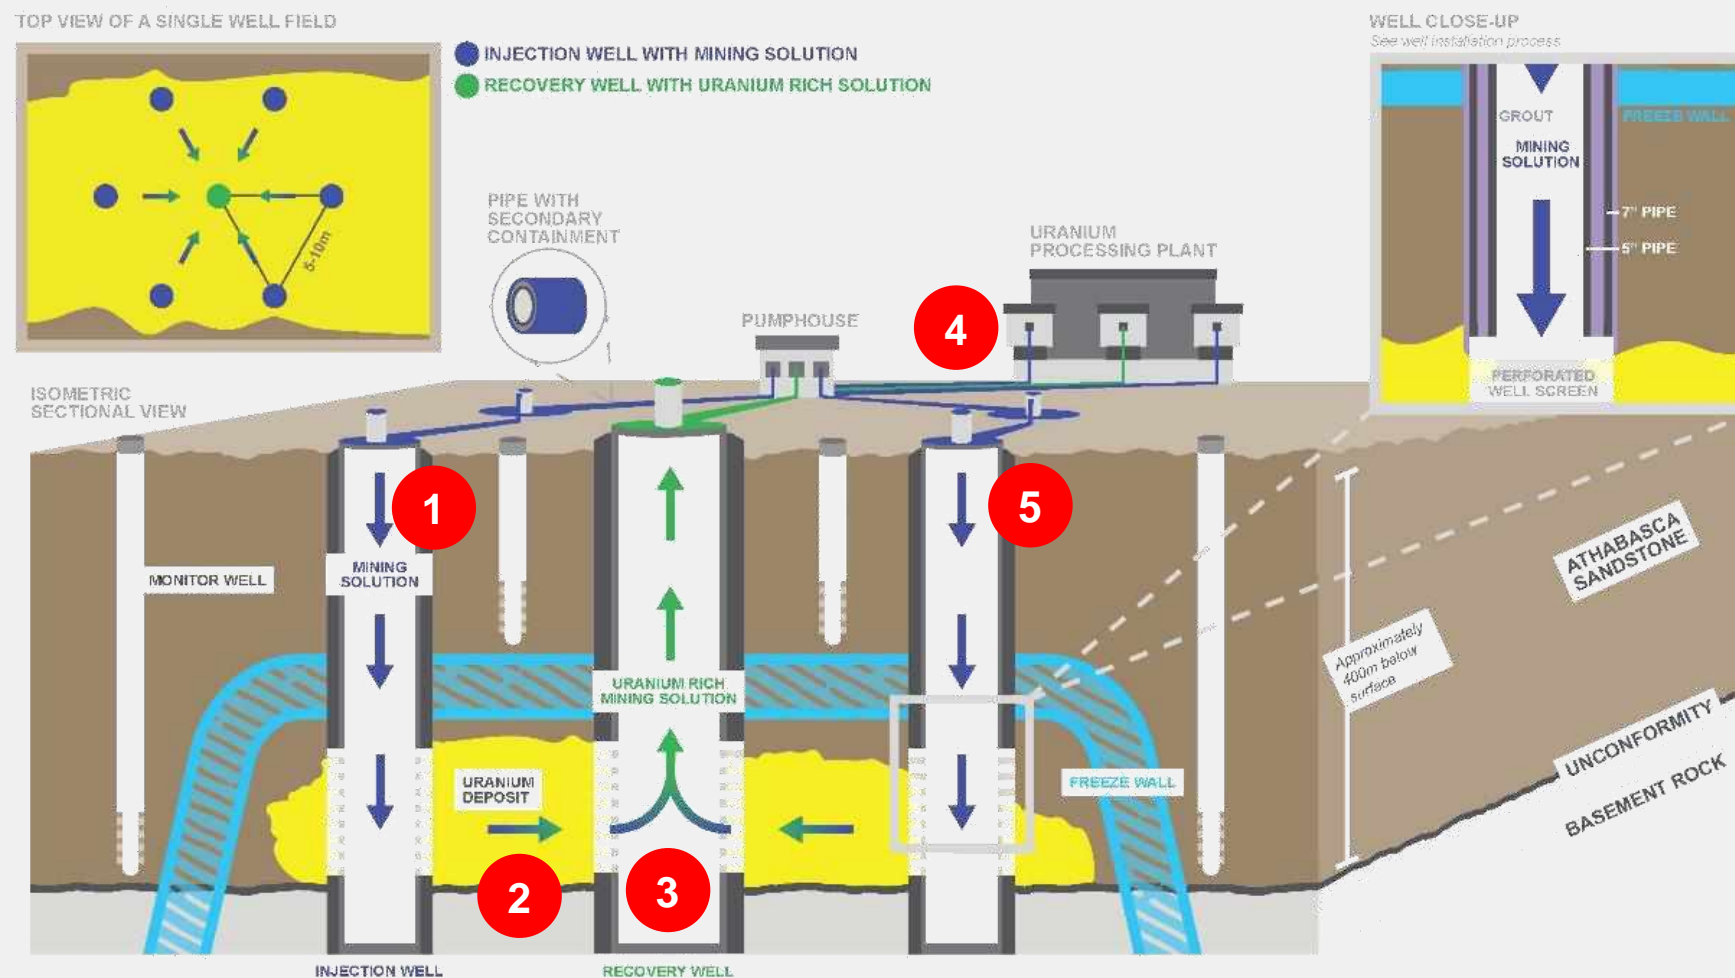 TOP VIEW OF A SINGLE WELL FIELD
INJECTION WELL WITH MINING SOLUTION
RECOVERY WELL WITH URANIUM RICH SOLUTION
5-10m
WELL CLOSE-UP
See well installation process
GROUT
FREEZE WALL
MINING
SOLUTION
7" PIPE
5" PIPE
PERFORATED
WELL SCREEN
PIPE WITH
SECONDARY
CONTAINMENT
URANIUM
PROCESSING PLANT
PUMPHOUSE
4
ISOMETRIC
SECTIONAL VIEW
1
5
MONITOR WELL
MINING
SOLUTION
ATHABASCA
SANDSTONE
Approximately
400m below
surface
URANIUM RICH
MINING SOLUTION
URANIUM
DEPOSIT
FREEZE WALL
UNCONFORMITY
BASEMENT ROCK
2
3
INJECTION WELL
RECOVERY WELL